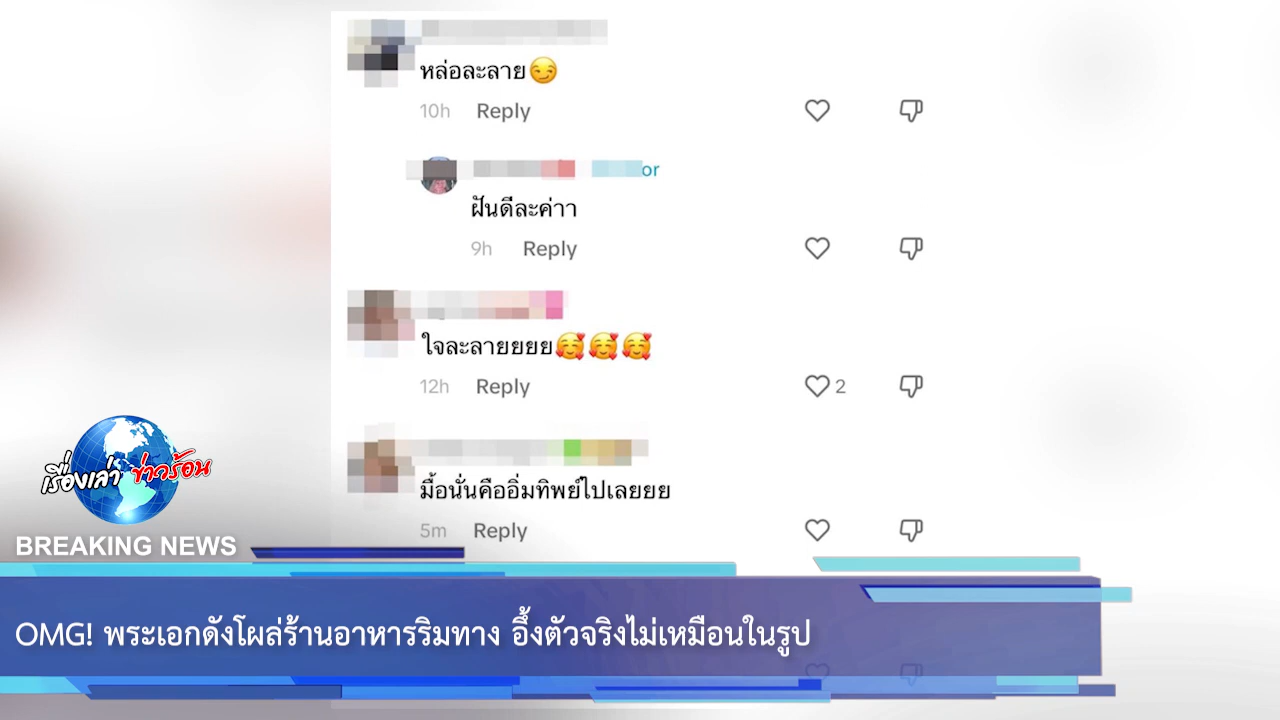 หล่อละลาย😏
10h Reply
or
ฝันดีละค่าา
9h Reply
ใจละลายยยย🥰🥰🥰
12h Reply 2
มื้อนั่นคืออิ่มทิพย์ไปเลยยย
5m Reply
เรื่องเล่า ข่าวร้อน
BREAKING NEWS
OMG! พระเอกดังโผล่ร้านอาหารริมทาง อึ้งตัวจริงไม่เหมือนในรูป